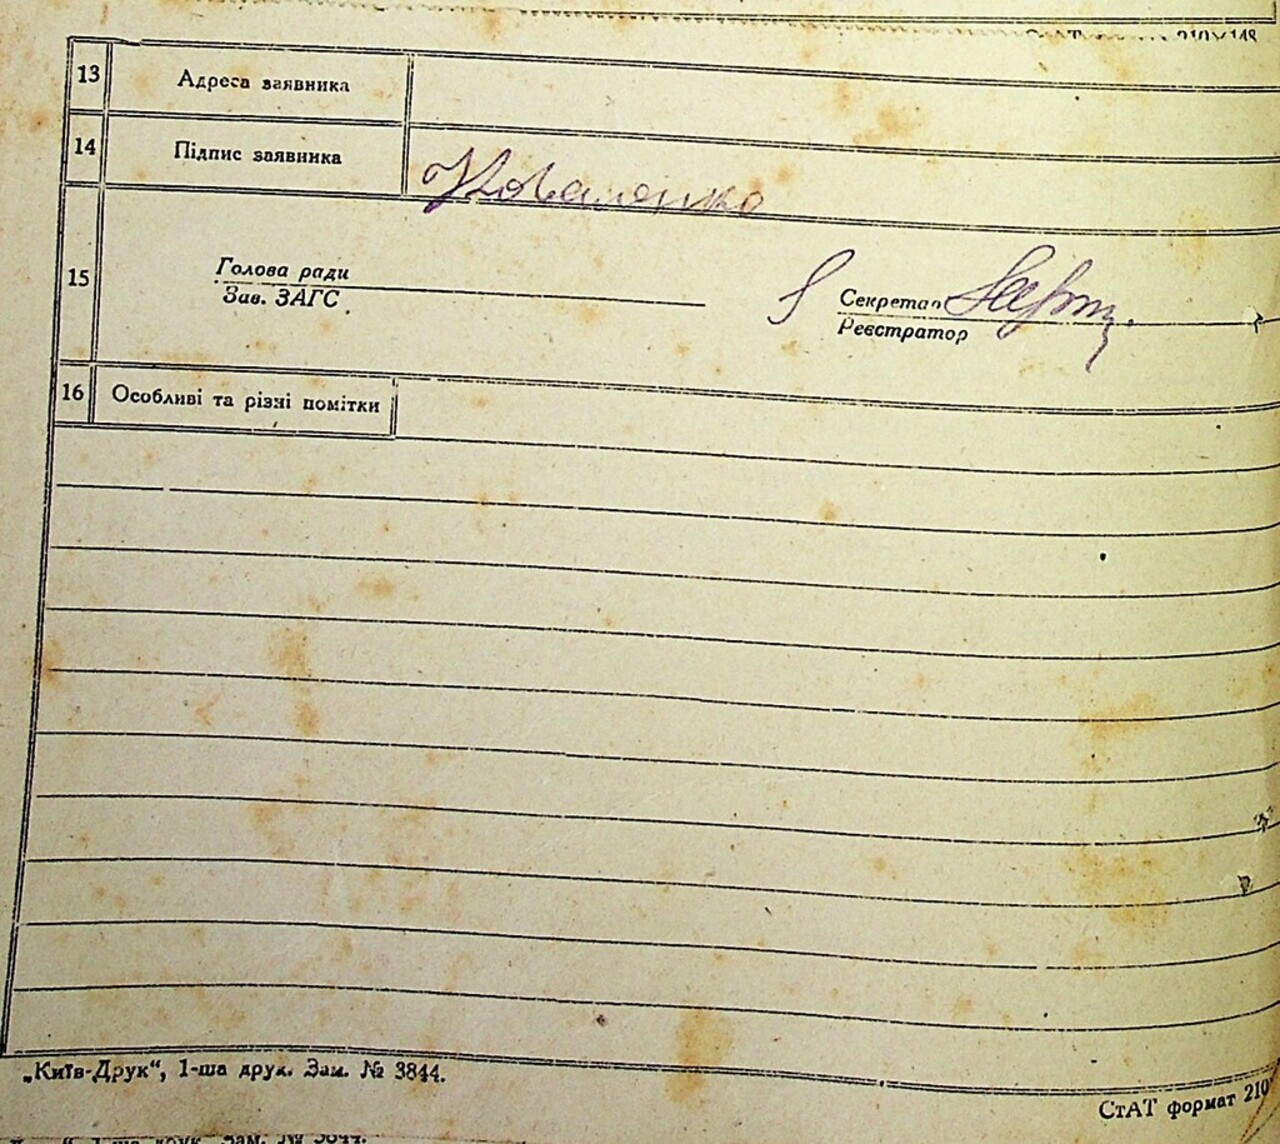 13 Адреса заявника
14 Підпис заявника Коваленко
15 Голова ради Секретар
Зав. ЗАГС Реєстратор
16 Особливі та різні помітки
„Київ-Друк“, 1-ша друк. Зам. № 3844.
СтАТ формат 210